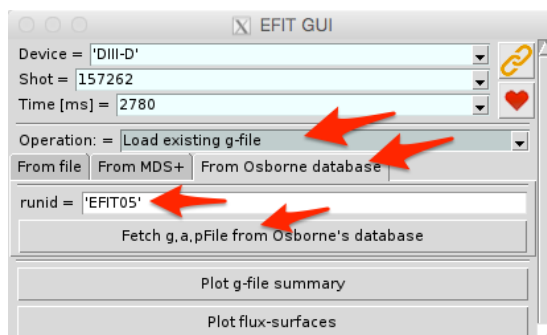 EFIT GUI
Device = 'DIII-D'
Shot = 157262
Time [ms] = 2780
Operation: = Load existing g-file
From file From MDS+ From Osborne database
runid = 'EFIT05'
Fetch g,a,pFile from Osborne's database
Plot g-file summary
Plot flux-surfaces